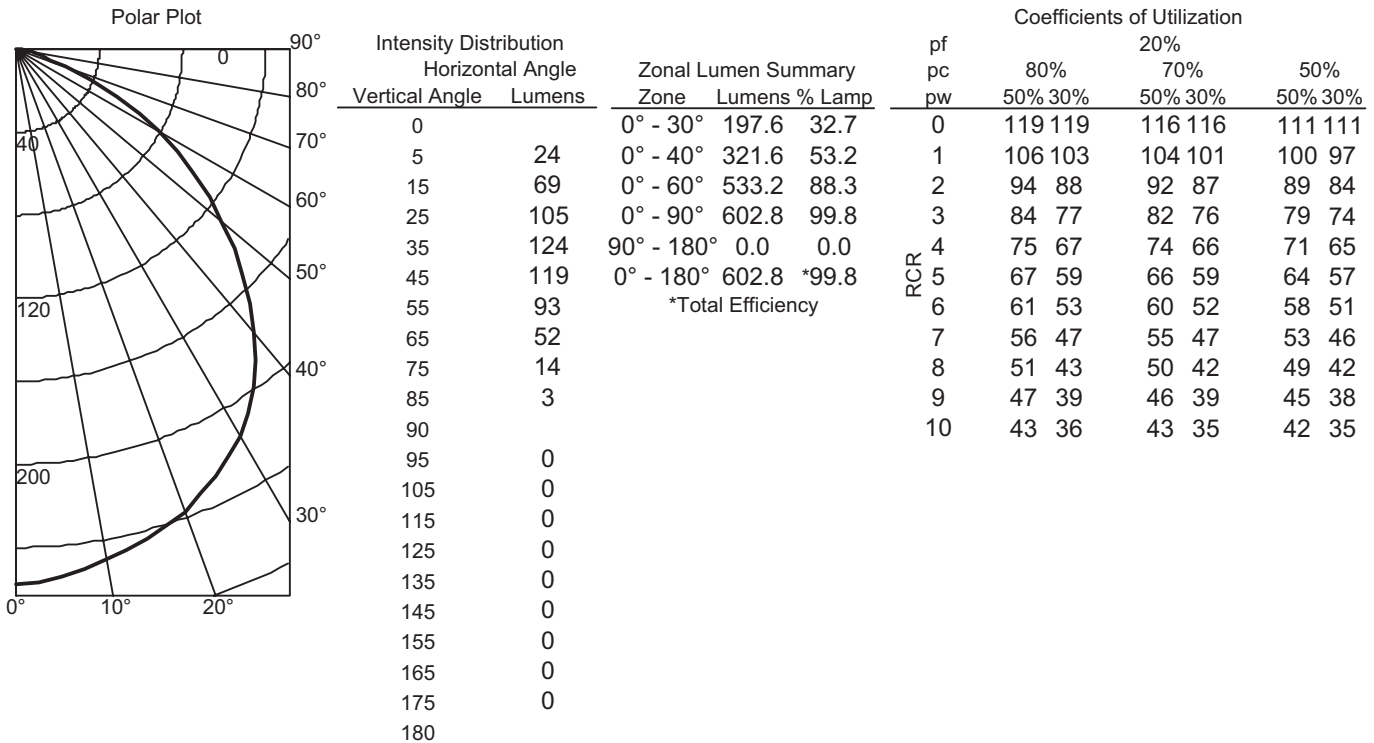 Polar Plot
0
40
120
200
90°
80°
70°
60°
50°
40°
30°
0° 10° 20°
Intensity Distribution
Horizontal Angle
Vertical Angle Lumens
0
5 24
15 69
25 105
35 124
45 119
55 93
65 52
75 14
85 3
90
95 0
105 0
115 0
125 0
135 0
145 0
155 0
165 0
175 0
180
Zonal Lumen Summary
Zone Lumens % Lamp
0° - 30° 197.6 32.7
0° - 40° 321.6 53.2
0° - 60° 533.2 88.3
0° - 90° 602.8 99.8
90° - 180° 0.0 0.0
0° - 180° 602.8 *99.8
*Total Efficiency
Coefficients of Utilization
pf 20%
pc 80% 70% 50%
pw 50% 30% 50% 30% 50% 30%
RCR
0 119 119 116 116 111 111
1 106 103 104 101 100 97
2 94 88 92 87 89 84
3 84 77 82 76 79 74
4 75 67 74 66 71 65
5 67 59 66 59 64 57
6 61 53 60 52 58 51
7 56 47 55 47 53 46
8 51 43 50 42 49 42
9 47 39 46 39 45 38
10 43 36 43 35 42 35